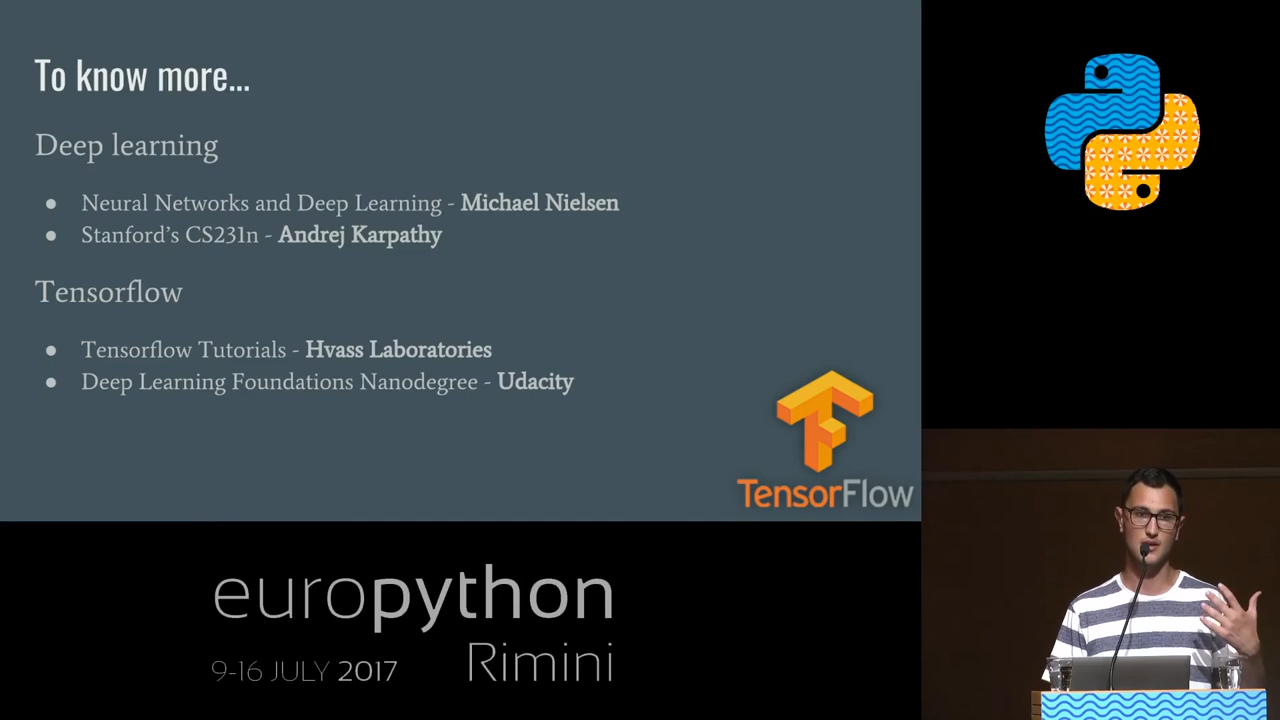 To know more...
Deep learning
● Neural Networks and Deep Learning - Michael Nielsen
● Stanford's CS231n - Andrej Karpathy
Tensorflow
● Tensorflow Tutorials - Hvass Laboratories
● Deep Learning Foundations Nanodegree - Udacity
TensorFlow
europython
9-16 JULY 2017 Rimini